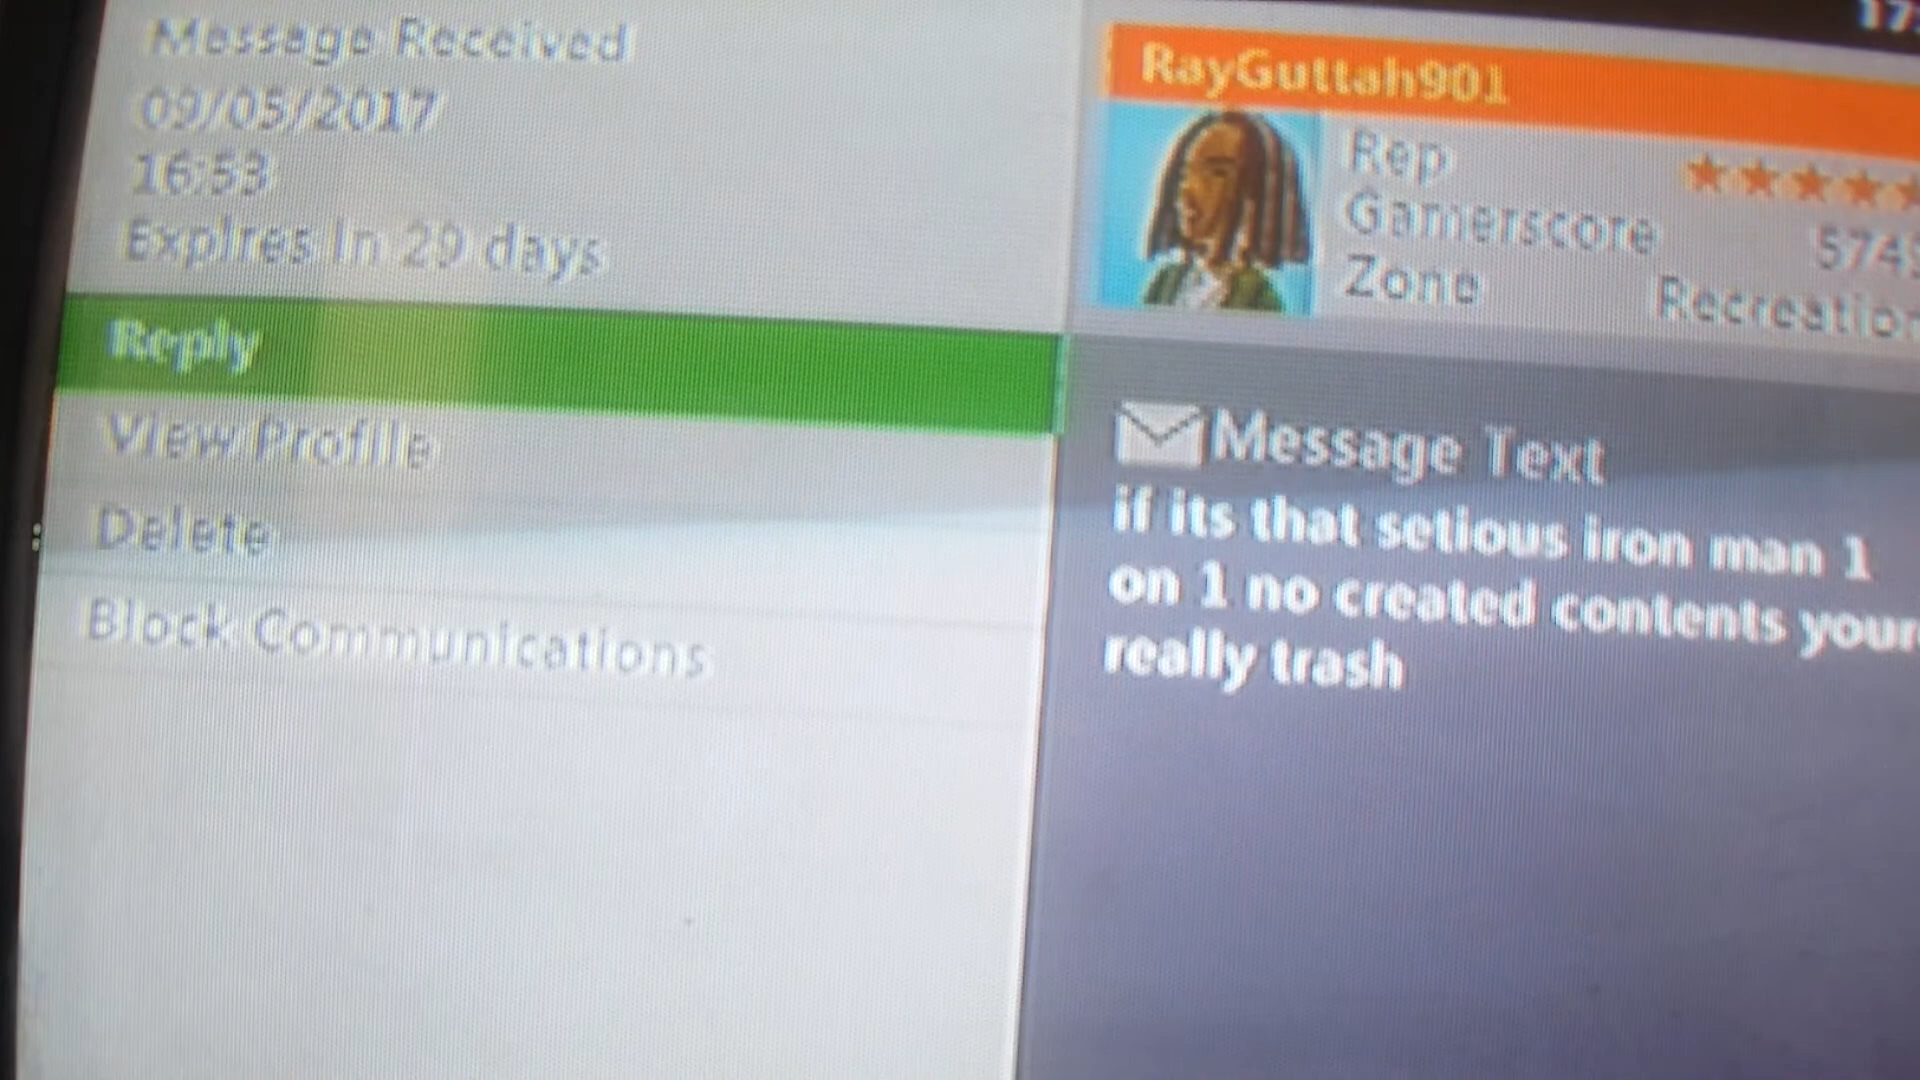 Message Received
09/05/2017
16:53
Expires in 29 days
Reply
View Profile
Delete
Block Communications
RayGuttah901
Rep
Gamerscore
Zone
Message Text
if its that setious iron man 1
on 1 no created contents your
really trash